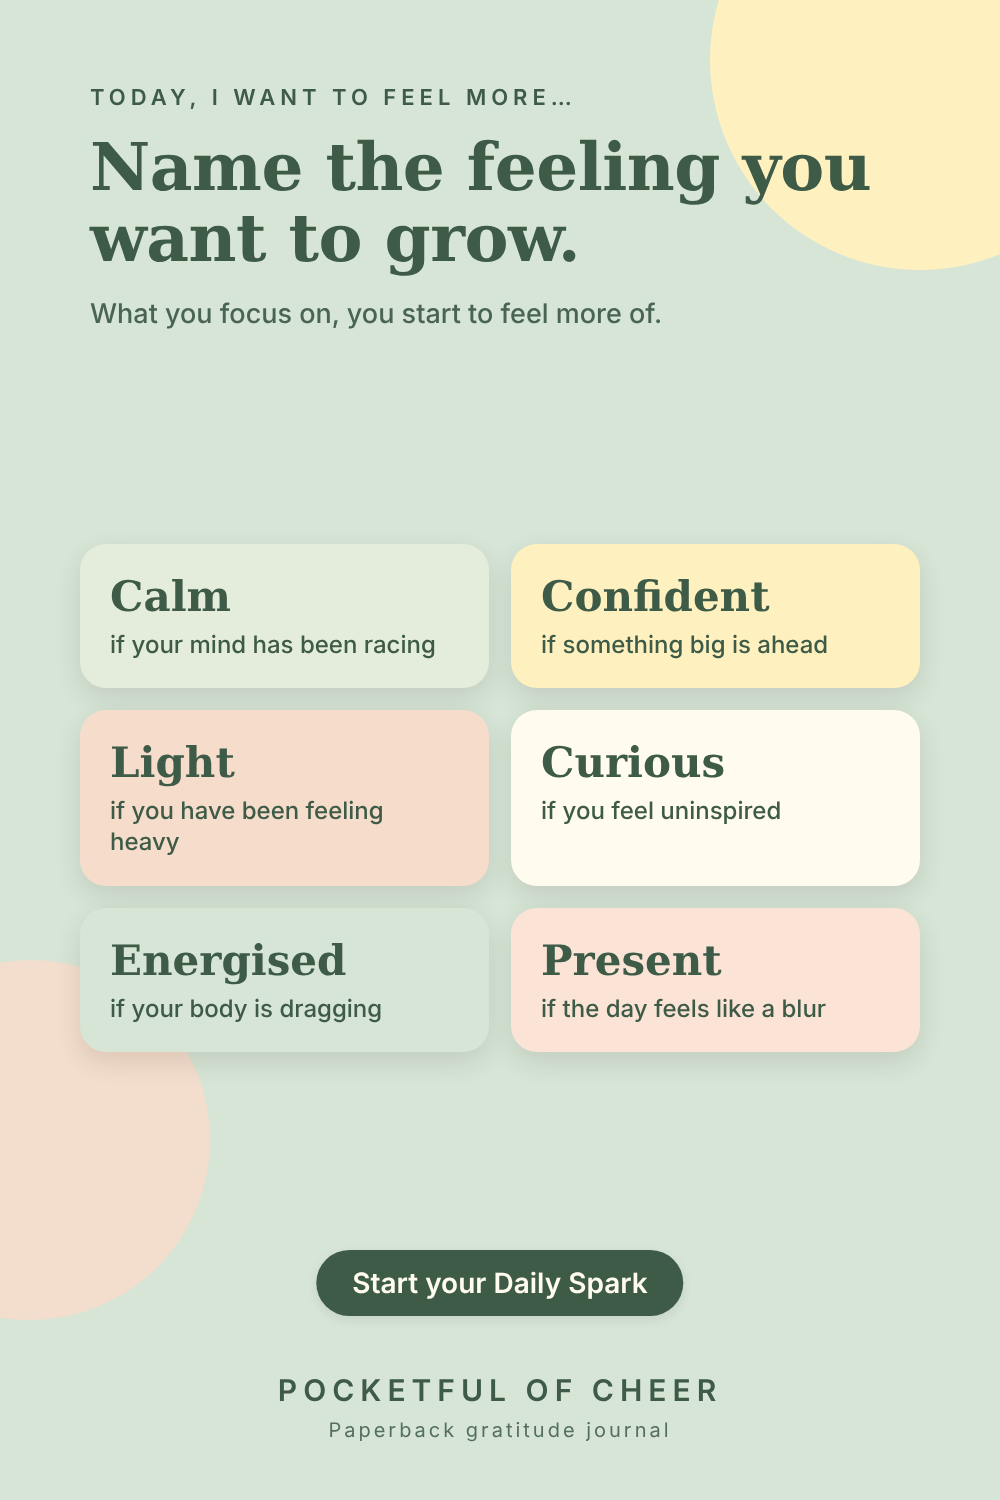 TODAY, I WANT TO FEEL MORE...
Name the feeling you
want to grow.
What you focus on, you start to feel more of.
Calm
if your mind has been racing
Confident
if something big is ahead
Light
if you have been feeling
heavy
Curious
if you feel uninspired
Energised
if your body is dragging
Present
if the day feels like a blur
Start your Daily Spark
POCKETFUL OF CHEER
Paperback gratitude journal